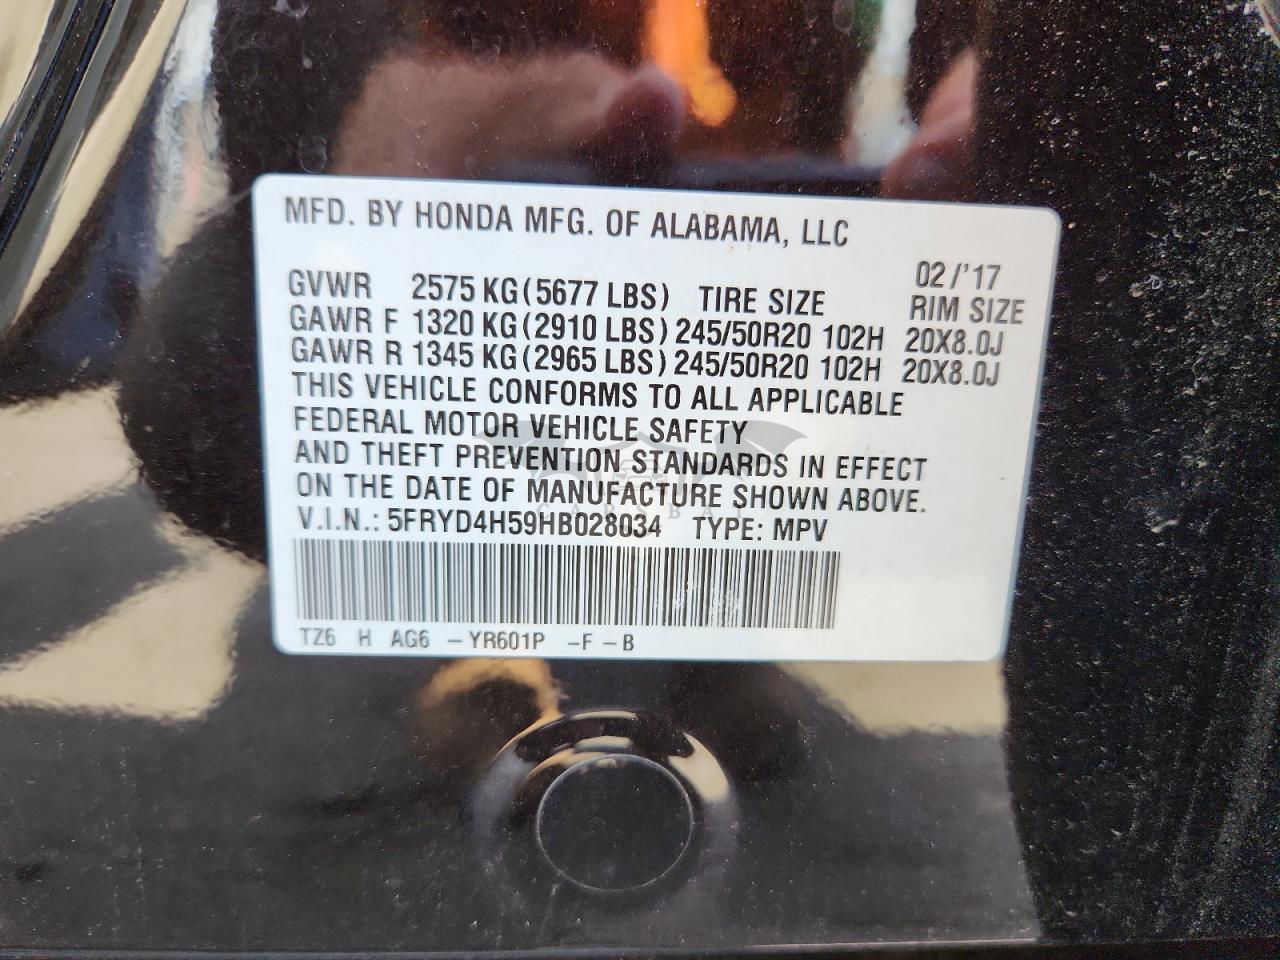 MFD. BY HONDA MFG. OF ALABAMA, LLC
02/'17
GVWR 2575 KG (5677 LBS) TIRE SIZE RIM SIZE
GAWR F 1320 KG (2910 LBS) 245/50R20 102H 20X8.0J
GAWR R 1345 KG (2965 LBS) 245/50R20 102H 20X8.0J
THIS VEHICLE CONFORMS TO ALL APPLICABLE
FEDERAL MOTOR VEHICLE SAFETY
AND THEFT PREVENTION STANDARDS IN EFFECT
ON THE DATE OF MANUFACTURE SHOWN ABOVE.
V.I.N.: 5FRYD4H59HB028034 TYPE: MPV
TZ6 H AG6 -YR601P -F-B